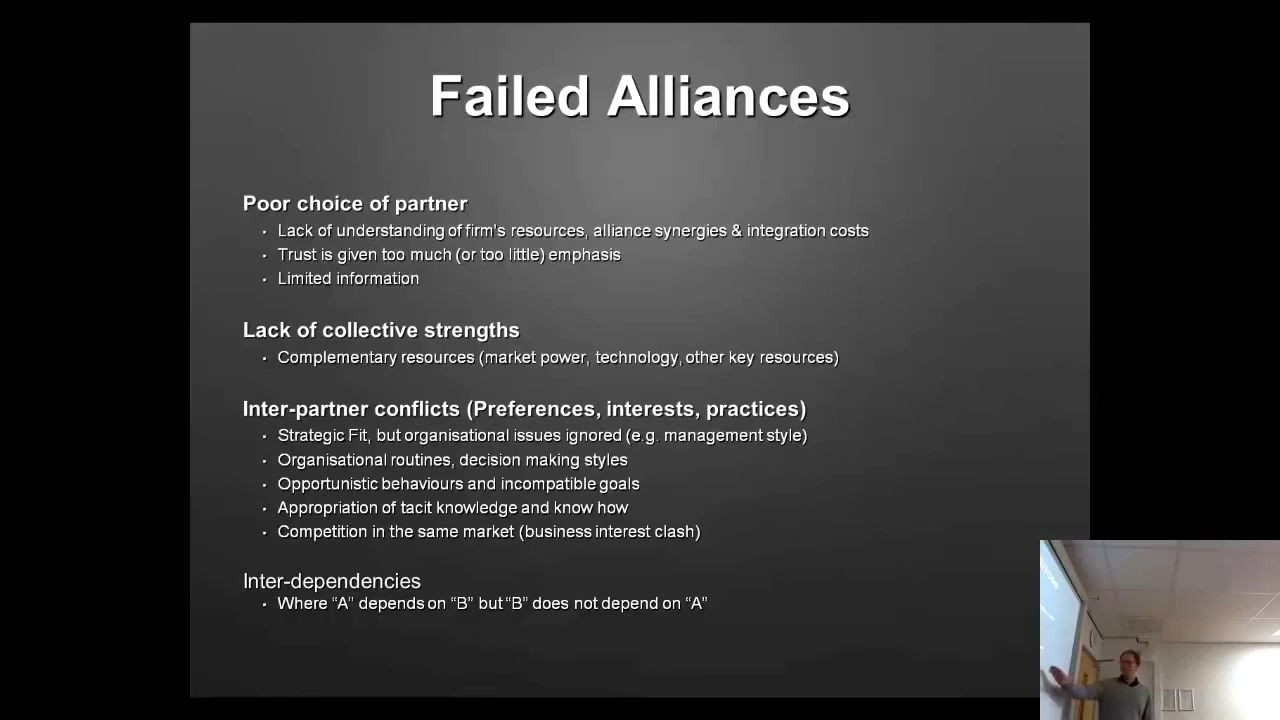 Failed Alliances
Poor choice of partner
· Lack of understanding of firm's resources, alliance synergies & integration costs
· Trust is given too much (or too little) emphasis
· Limited information
Lack of collective strengths
· Complementary resources (market power, technology, other key resources)
Inter-partner conflicts (Preferences, interests, practices)
· Strategic Fit, but organisational issues ignored (e.g. management style)
· Organisational routines, decision making styles
· Opportunistic behaviours and incompatible goals
· Appropriation of tacit knowledge and know how
· Competition in the same market (business interest clash)
Inter-dependencies
· Where “A” depends on “B” but “B” does not depend on “A”